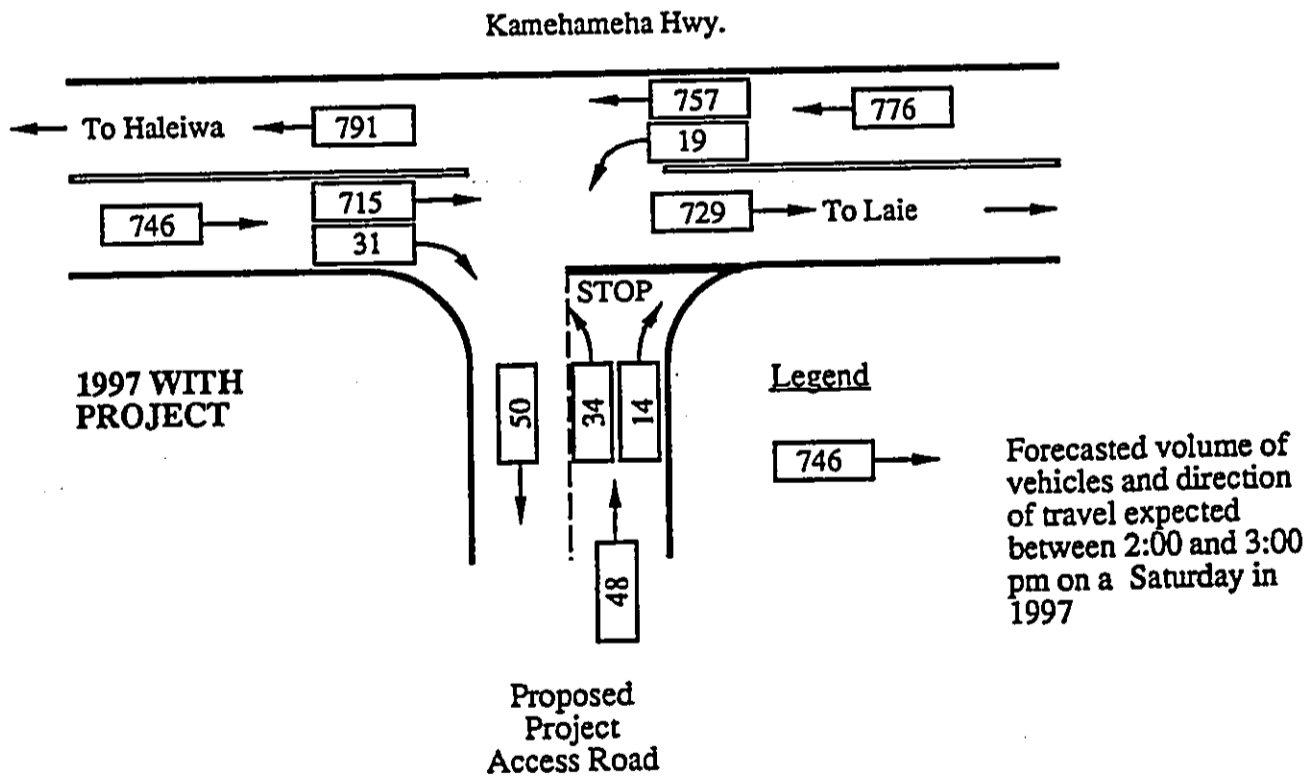 Kamehameha Hwy.
To Haleiwa
791
757
776
19
746
715
31
729
To Laie
STOP
1997 WITH
PROJECT
50
34
14
48
Legend
746
Forecasted volume of
vehicles and direction
of travel expected
between 2:00 and 3:00
pm on a Saturday in
1997
Proposed
Project
Access Road